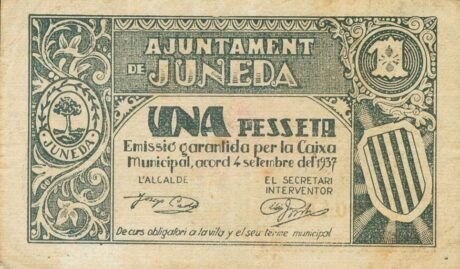 AJUNTAMENT
DE JUNEDA
1
JUNEDA
UNA PESSETA
Emissió garantida per la Caixa
Municipal, acord 4 setembre del 1937
L'ALCALDE
EL SECRETARI
INTERVENTOR
De curs obligatori a la vila y el seu terme municipal